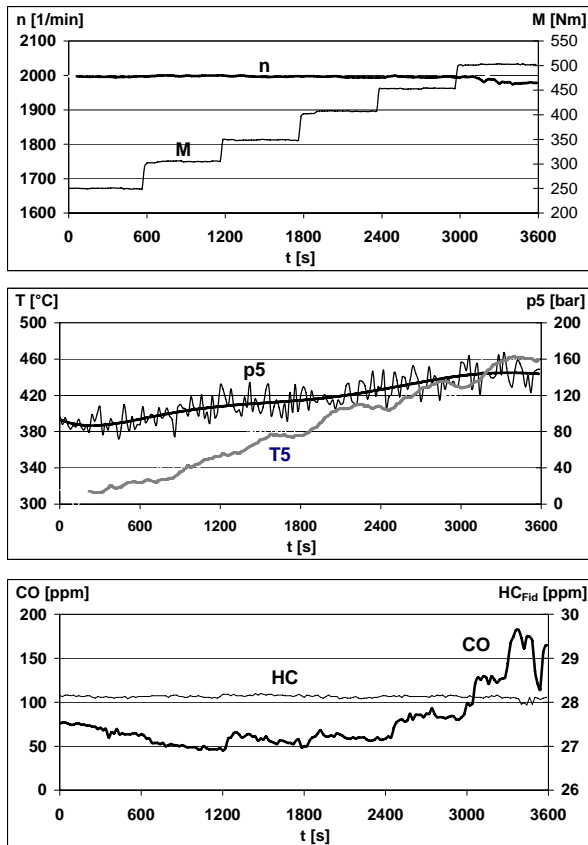 n [1/min] M [Nm]
2100 550
2000 500
1900 450
1800 400
1700 350
1600 300
250
200
n
M
0 600 1200 1800 2400 3000 3600
t [s]
T [°C] p5 [bar]
500 200
460 160
420 120
380 80
340 40
300 0
p5
T5
0 600 1200 1800 2400 3000 3600
t [s]
CO [ppm] HC Fid [ppm]
200 30
150 29
100 28
50 27
0 26
CO
HC
0 600 1200 1800 2400 3000 3600
t [s]